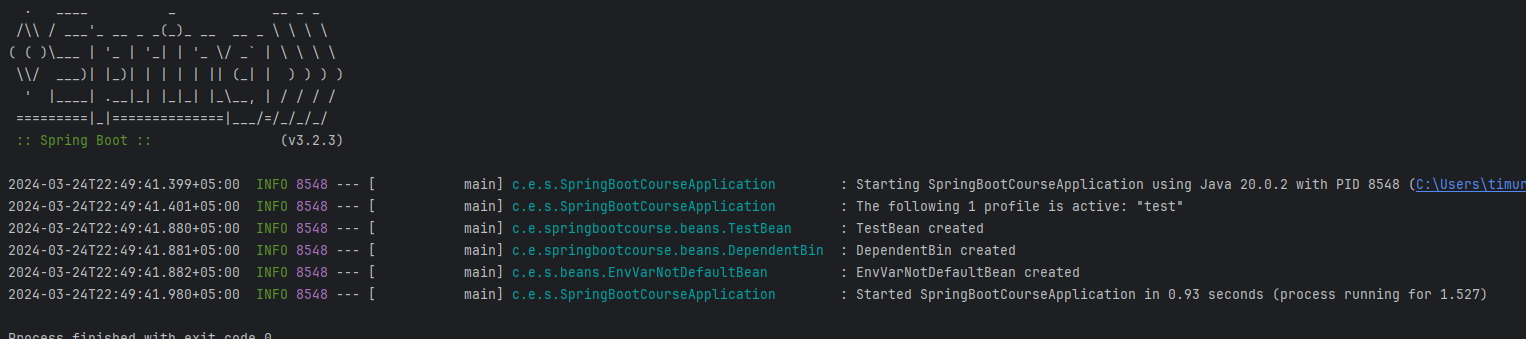 .   ____          _            __ _ _
 /\\ / ___'_ __ _ _(_)_ __  __ _ \ \ \ \
( ( )\___ | '_ | '_| | '_ \/ _` | \ \ \ \
 \\/  ___)| |_)| | | | | || (_| |  ) ) ) )
  '  |____| .__|_| |_|_| |_\__, | / / / /
 =========|_|==============|___/=/_/_/_/
 :: Spring Boot ::                (v3.2.3)
2024-03-24T22:49:41.399+05:00  INFO 8548 --- [           main] c.e.s.SpringBootCourseApplication        : Starting SpringBootCourseApplication using Java 20.0.2 with PID 8548 (C:\Users\timur
2024-03-24T22:49:41.401+05:00  INFO 8548 --- [           main] c.e.s.SpringBootCourseApplication        : The following 1 profile is active: "test"
2024-03-24T22:49:41.880+05:00  INFO 8548 --- [           main] c.e.springbootcourse.beans.TestBean      : TestBean created
2024-03-24T22:49:41.881+05:00  INFO 8548 --- [           main] c.e.springbootcourse.beans.DependentBin  : DependentBin created
2024-03-24T22:49:41.882+05:00  INFO 8548 --- [           main] c.e.s.beans.EnvVarNotDefaultBean         : EnvVarNotDefaultBean created
2024-03-24T22:49:41.980+05:00  INFO 8548 --- [           main] c.e.s.SpringBootCourseApplication        : Started SpringBootCourseApplication in 0.93 seconds (process running for 1.527)
Process finished with exit code 0